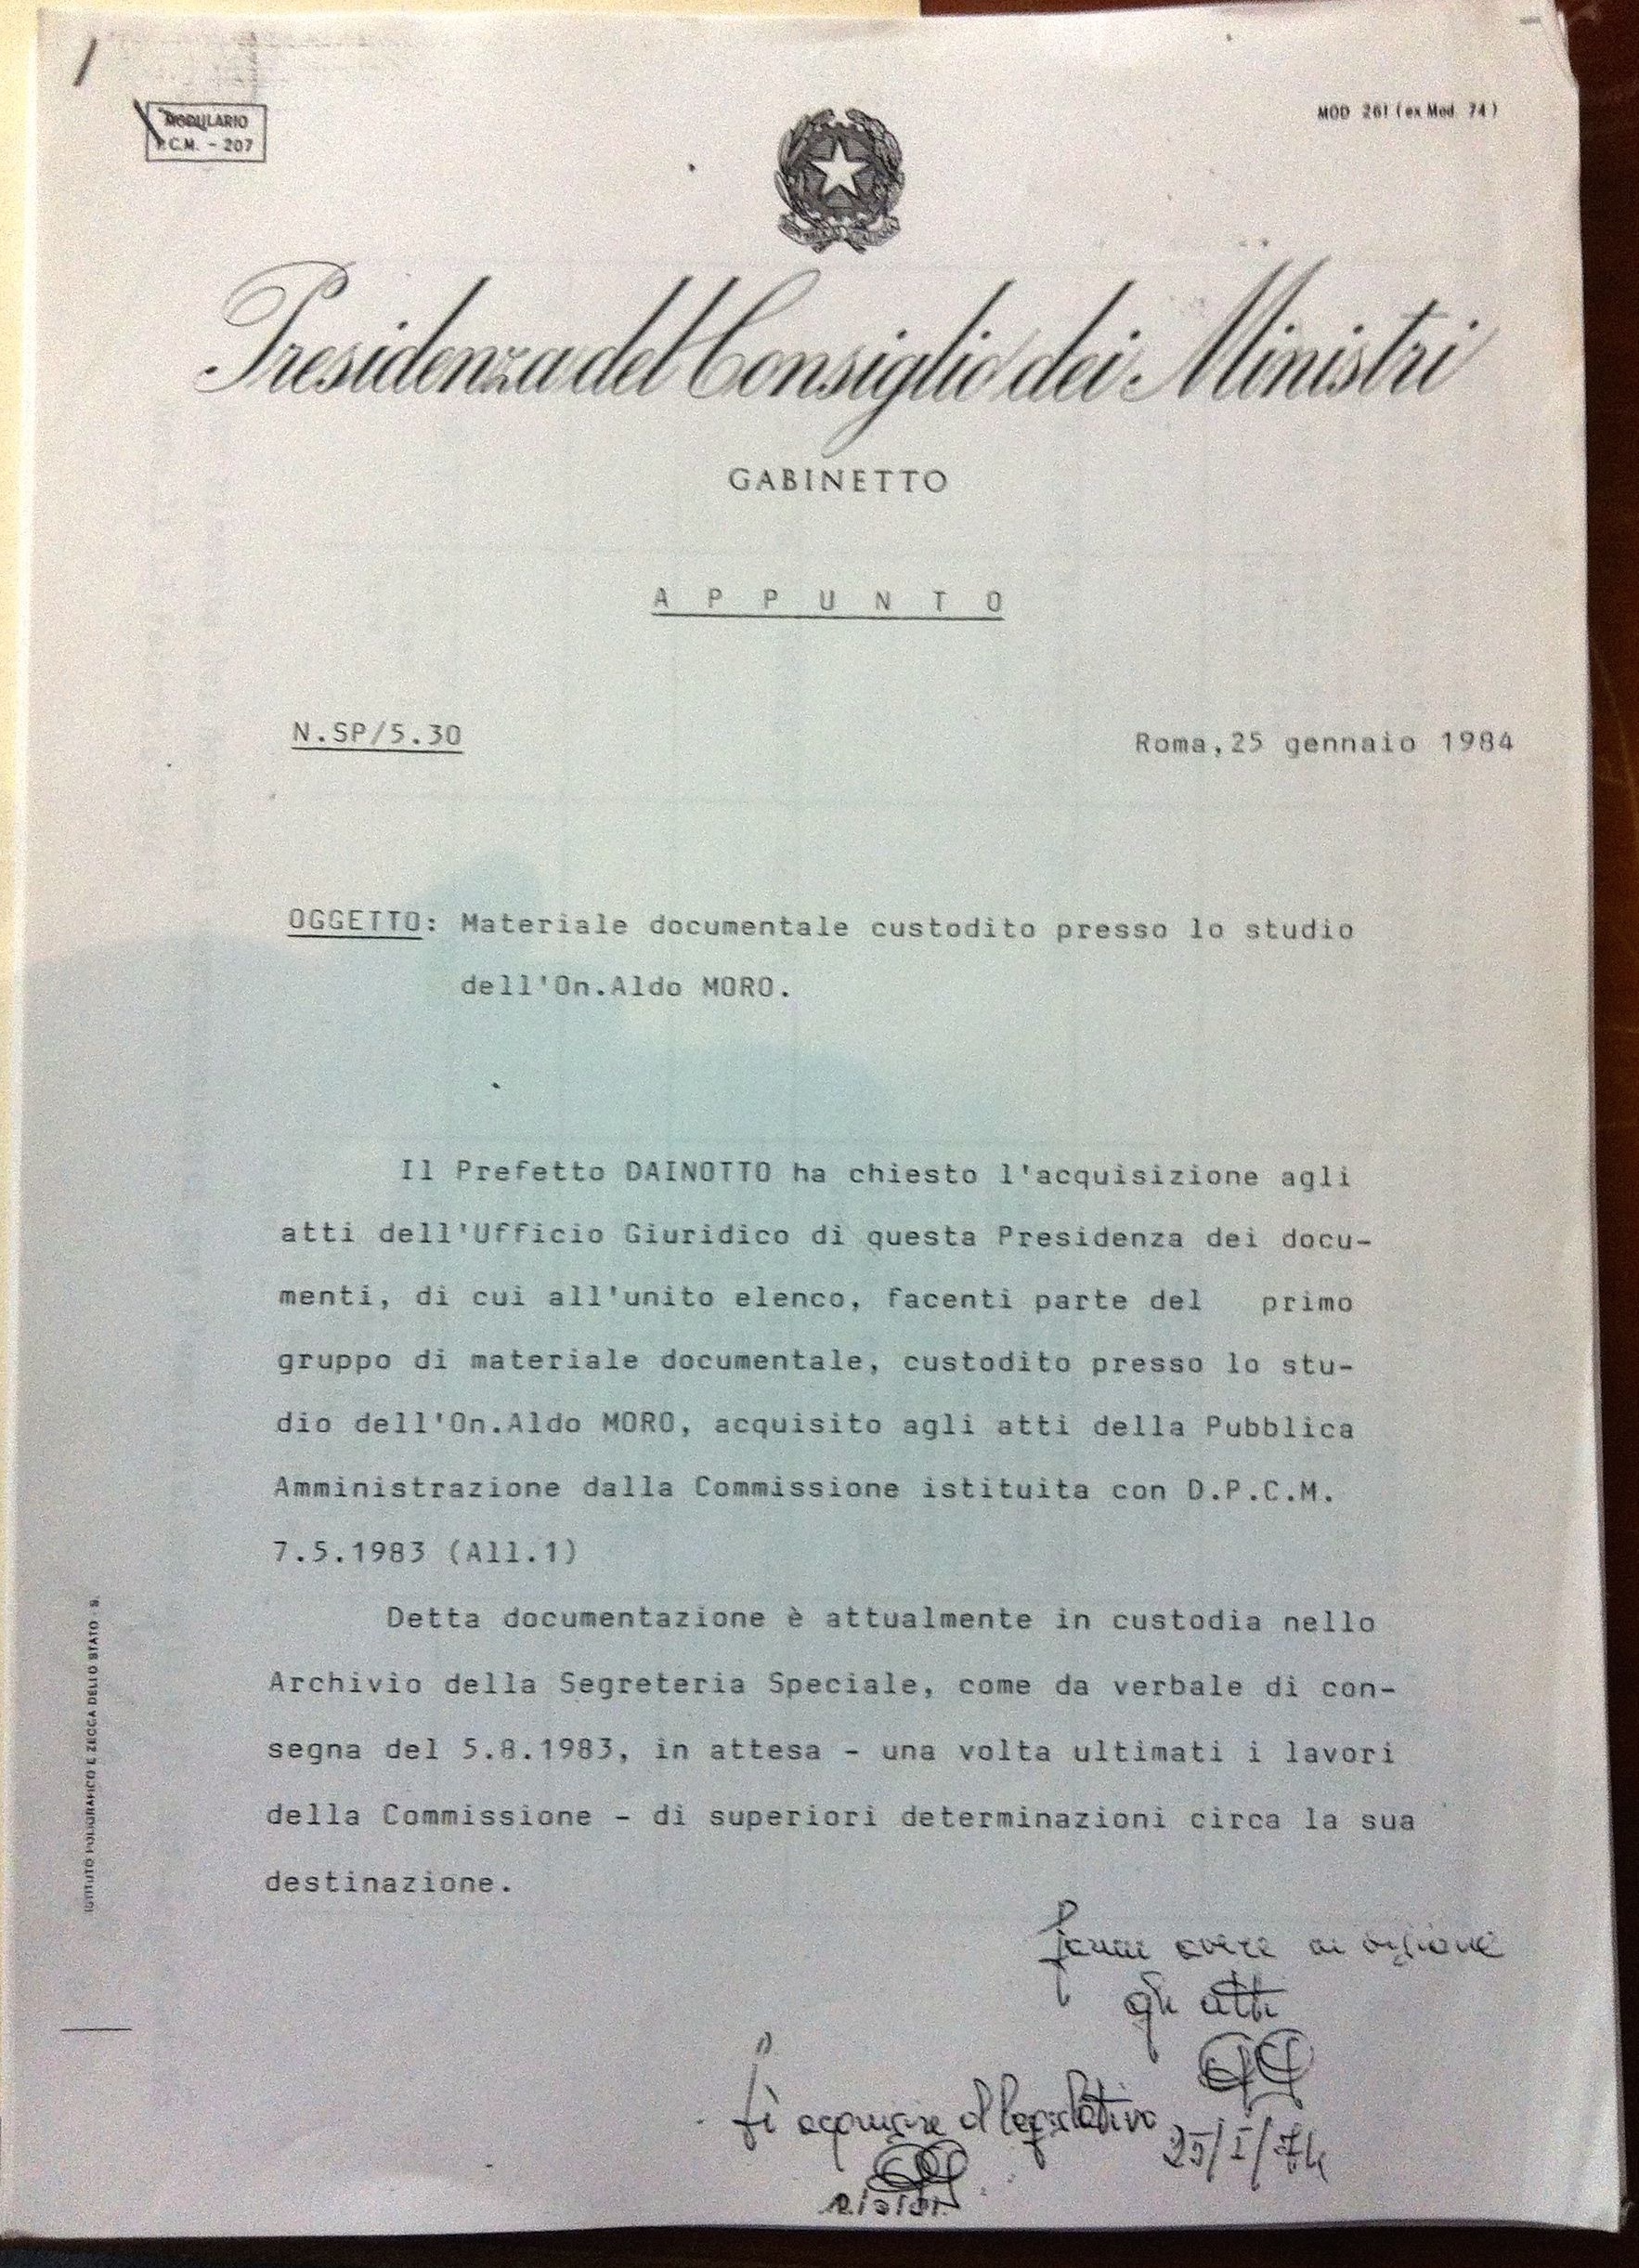 MODULARIO
P.C.M. - 207
MOD 261 (ex Mod. 74)
Presidenza del Consiglio dei Ministri
GABINETTO
A P P U N T O
N.SP/5.30
Roma,25 gennaio 1984
OGGETTO: Materiale documentale custodito presso lo studio
dell'On.Aldo MORO.
Il Prefetto DAINOTTO ha chiesto l'acquisizione agli
atti dell'Ufficio Giuridico di questa Presidenza dei docu-
menti, di cui all'unito elenco, facenti parte del primo
gruppo di materiale documentale, custodito presso lo stu-
dio dell'On.Aldo MORO, acquisito agli atti della Pubblica
Amministrazione dalla Commissione istituita con D.P.C.M.
7.5.1983 (All.1)
Detta documentazione è attualmente in custodia nello
Archivio della Segreteria Speciale, come da verbale di con-
segna del 5.8.1983, in attesa - una volta ultimati i lavori
della Commissione - di superiori determinazioni circa la sua
destinazione.
ISTITUTO POLIGRAFICO E ZECCA DELLO STATO - S.
avere in visione
gli atti
legislativo